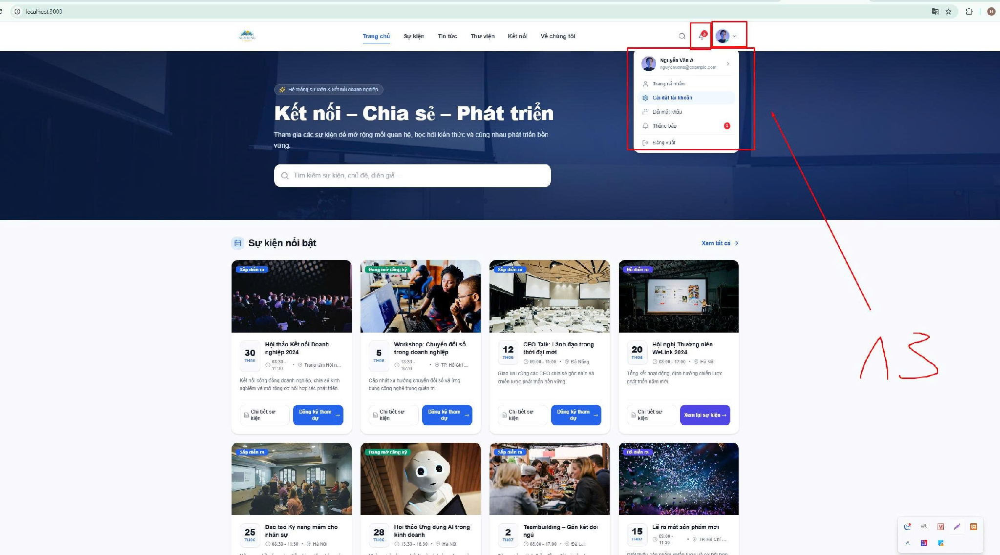 localhost:3000
N
Trang chủ
Sự kiện
Tin tức
Thư viện
Kết nối
Về chúng tôi
3
Nguyễn Văn A
nguyenvana@example.com
Trang cá nhân
Cài đặt tài khoản
Đổi mật khẩu
Thông báo
3
Đăng xuất
Hệ thống sự kiện & kết nối doanh nghiệp
Kết nối – Chia sẻ – Phát triển
Tham gia các sự kiện để mở rộng mối quan hệ, học hỏi kiến thức và cùng nhau phát triển bền
vững.
Tìm kiếm sự kiện, chủ đề, diễn giả ...
13
Sự kiện nổi bật
Xem tất cả →
Sắp diễn ra
30
TH05
Hội thảo Kết nối Doanh
nghiệp 2024
08:30 -
11:30
• Trung tâm Hội n...
Kết nối cộng đồng doanh nghiệp, chia sẻ kinh
nghiệm và mở rộng cơ hội hợp tác phát triển.
Chi tiết sự
kiện
Đăng ký tham
dự →
Đang mở đăng ký
5
TH06
Workshop: Chuyển đổi số
trong doanh nghiệp
13:30 -
16:30
• TP. Hồ Chí ...
Cập nhật xu hướng chuyển đổi số và ứng
dụng công nghệ trong quản trị.
Chi tiết sự
kiện
Đăng ký tham
dự →
Sắp diễn ra
12
TH06
CEO Talk: Lãnh đạo trong
thời đại mới
09:00 - 11:00 • Đà Nẵng
Giao lưu cùng các CEO chia sẻ góc nhìn và
chiến lược phát triển bền vững.
Chi tiết sự
kiện
Đăng ký tham
dự →
Đã diễn ra
20
TH04
Hội nghị Thường niên
WeLink 2024
08:00 - 17:00 • Hà Nội
Tổng kết hoạt động, định hướng chiến lược
phát triển năm mới.
Chi tiết sự
kiện
Xem lại sự kiện →
Sắp diễn ra
25
TH06
Đào tạo Kỹ năng mềm cho
nhân sự
08:30 - 11:30 • Hà Nội
Đang mở đăng ký
28
TH06
Hội thảo Ứng dụng AI trong
kinh doanh
13:30 - 16:30 • Hà Nội
Sắp diễn ra
2
TH07
Teambuilding – Gắn kết đội
ngũ
08:00 - 17:00 • Đà Lạt
Đã diễn ra
15
TH07
Lễ ra mắt sản phẩm mới
09:00 -
11:30
• TP. Hồ Chí ...